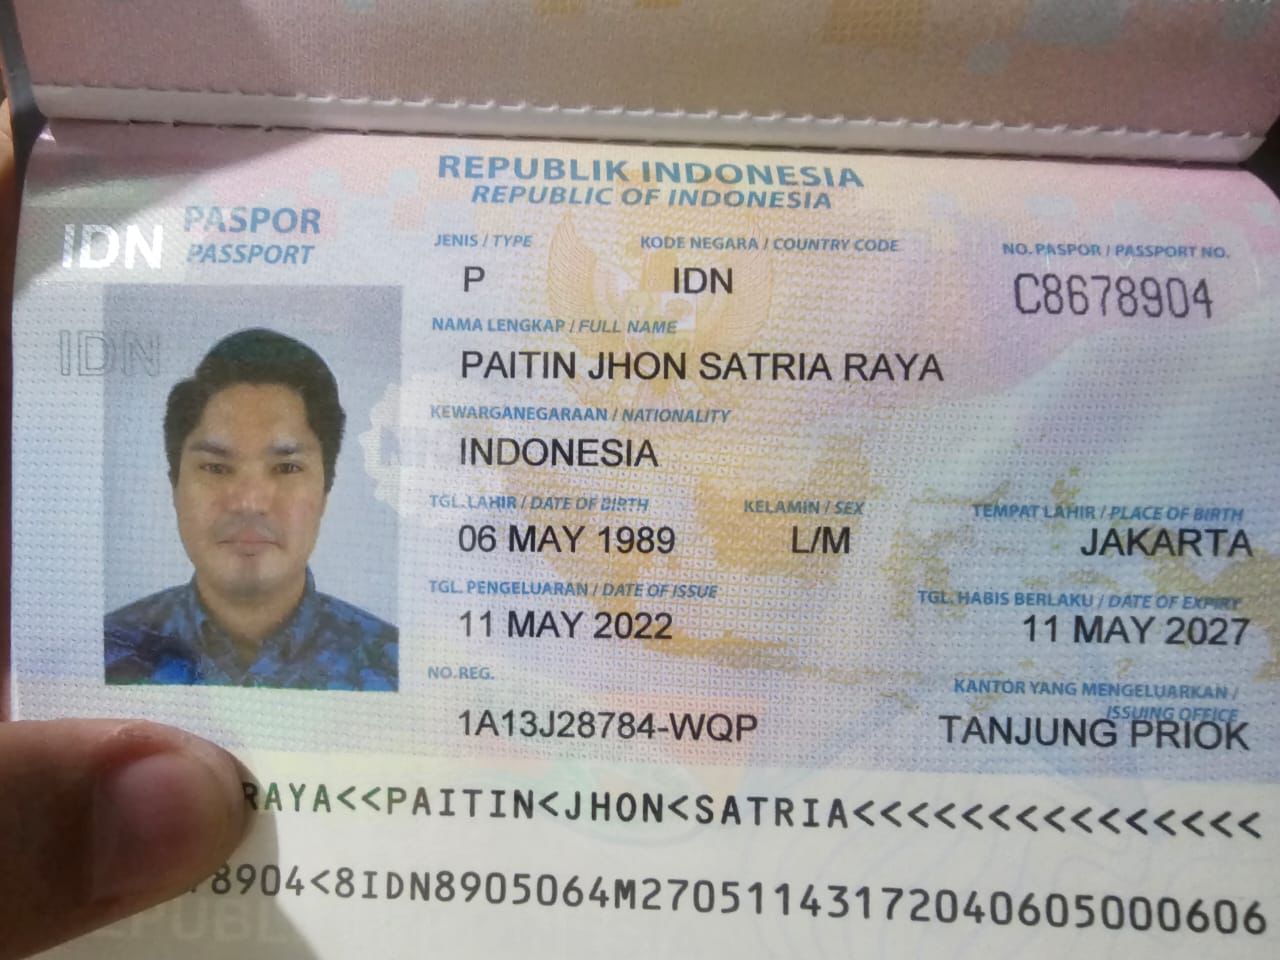 REPUBLIK INDONESIA
REPUBLIC OF INDONESIA
IDN PASPOR
PASSPORT
JENIS / TYPE KODE NEGARA / COUNTRY CODE NO. PASPOR / PASSPORT NO.
P IDN C8678904
IDN
NAMA LENGKAP / FULL NAME
PAITIN JHON SATRIA RAYA
KEWARGANEGARAAN / NATIONALITY
INDONESIA
TGL. LAHIR / DATE OF BIRTH KELAMIN / SEX TEMPAT LAHIR / PLACE OF BIRTH
06 MAY 1989 L/M JAKARTA
TGL. PENGELUARAN / DATE OF ISSUE TGL. HABIS BERLAKU / DATE OF EXPIRY
11 MAY 2022 11 MAY 2027
NO. REG. KANTOR YANG MENGELUARKAN /
ISSUING OFFICE
1A13J28784-WQP TANJUNG PRIOK
RAYA<<PAITIN<JHON<SATRIA<<<<<<<<<<<<<<<
8904<8IDN8905064M2705114317204060500​0606